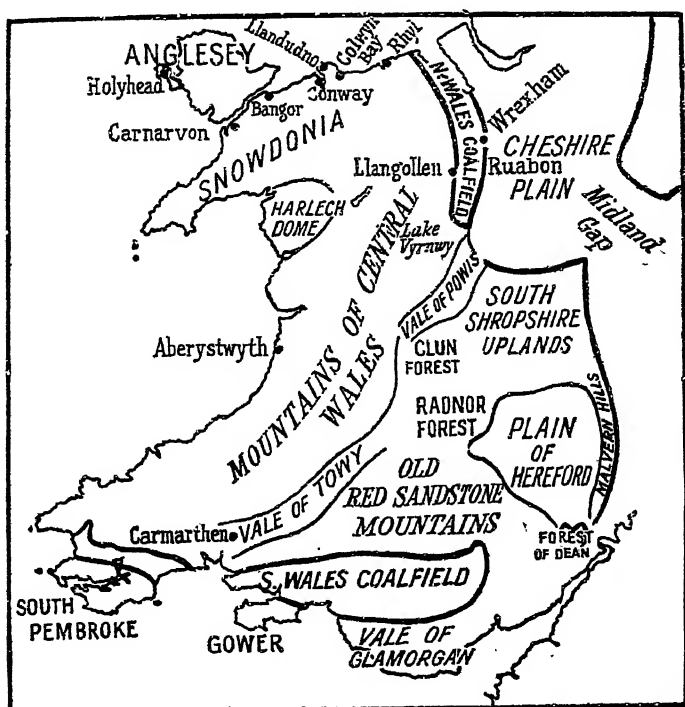 ANGLESEY
Holyhead
Llandudno
Colwyn
Bay
Rhyl
Conway
Bangor
Carnarvon
SNOWDONIA
N. WALES COALFIELD
Wrexham
CHESHIRE
PLAIN
Llangollen
Ruabon
Midland
Gap
HARLECH
DOME
Lake
Vyrnwy
MOUNTAINS OF CENTRAL
WALES
VALE OF POWIS
SOUTH
SHROPSHIRE
UPLANDS
Aberystwyth
CLUN
FOREST
RADNOR
FOREST
PLAIN
OF
HEREFORD
MALVERN HILLS
OLD
RED SANDSTONE
MOUNTAINS
Carmarthen
VALE OF TOWY
FOREST
OF DEAN
S. WALES COALFIELD
SOUTH
PEMBROKE
GOWER
VALE OF
GLAMORGAN